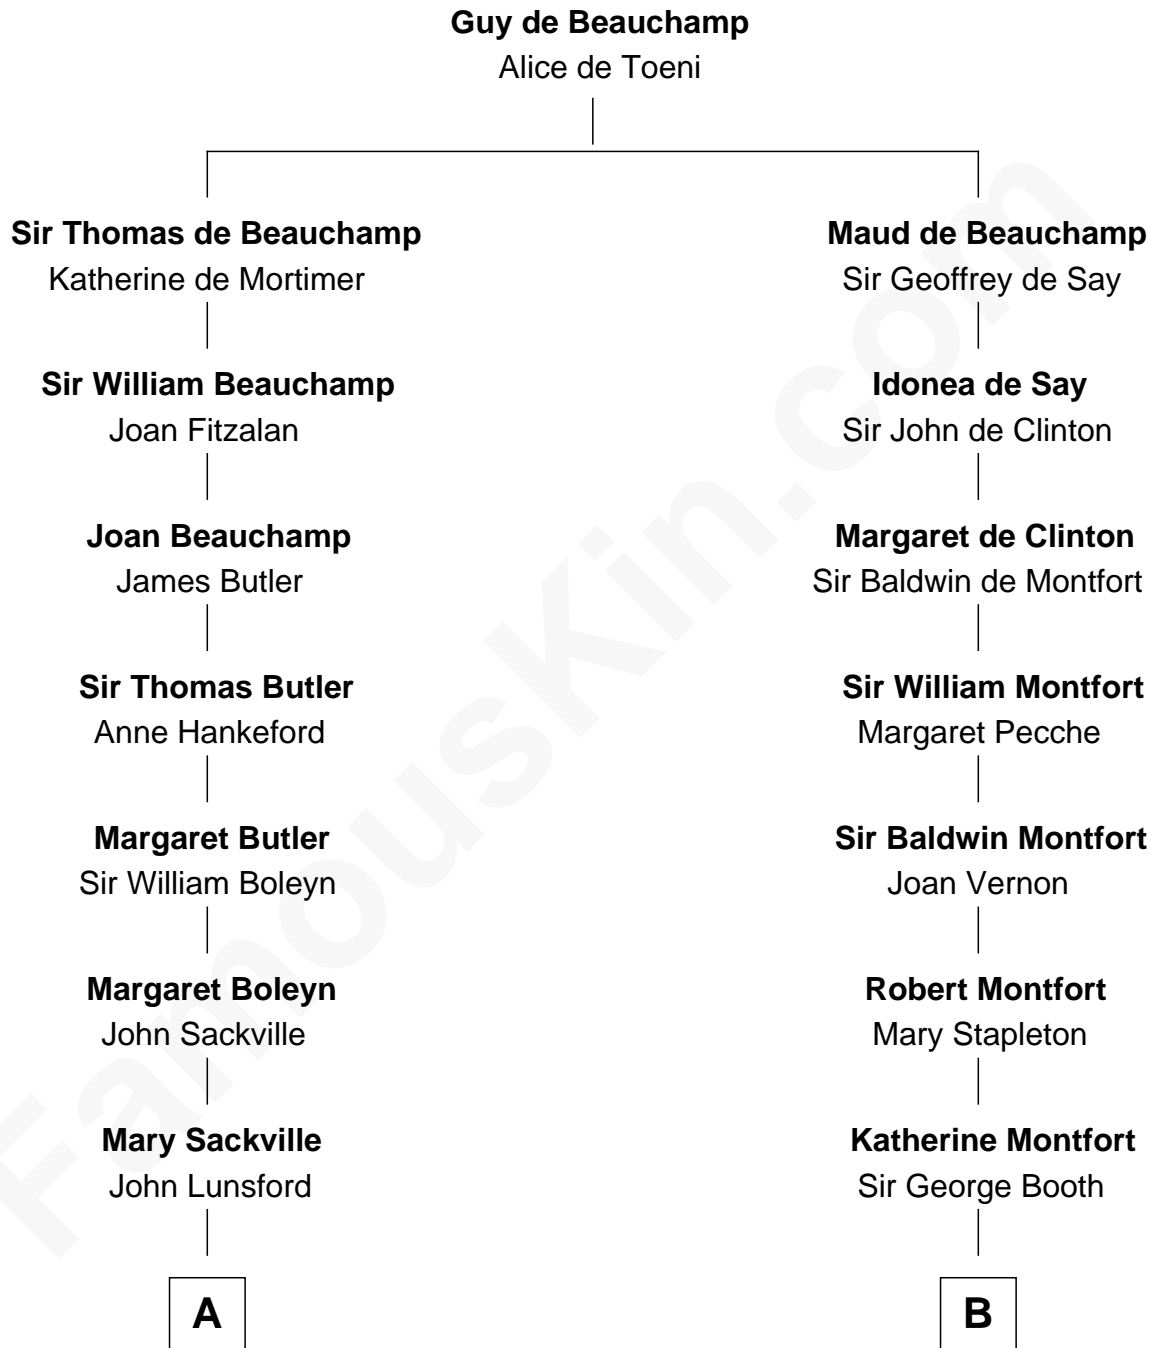 Guy de Beauchamp
Alice de Toeni
Sir Thomas de Beauchamp
Katherine de Mortimer
Maud de Beauchamp
Sir Geoffrey de Say
Sir William Beauchamp
Joan Fitzalan
Idonea de Say
Sir John de Clinton
Joan Beauchamp
James Butler
Margaret de Clinton
Sir Baldwin de Montfort
Sir Thomas Butler
Anne Hankeford
Sir William Montfort
Margaret Pecche
Margaret Butler
Sir William Boleyn
Sir Baldwin Montfort
Joan Vernon
Margaret Boleyn
John Sackville
Robert Montfort
Mary Stapleton
Mary Sackville
John Lunsford
Katherine Montfort
Sir George Booth
A
B
FamousKin.com